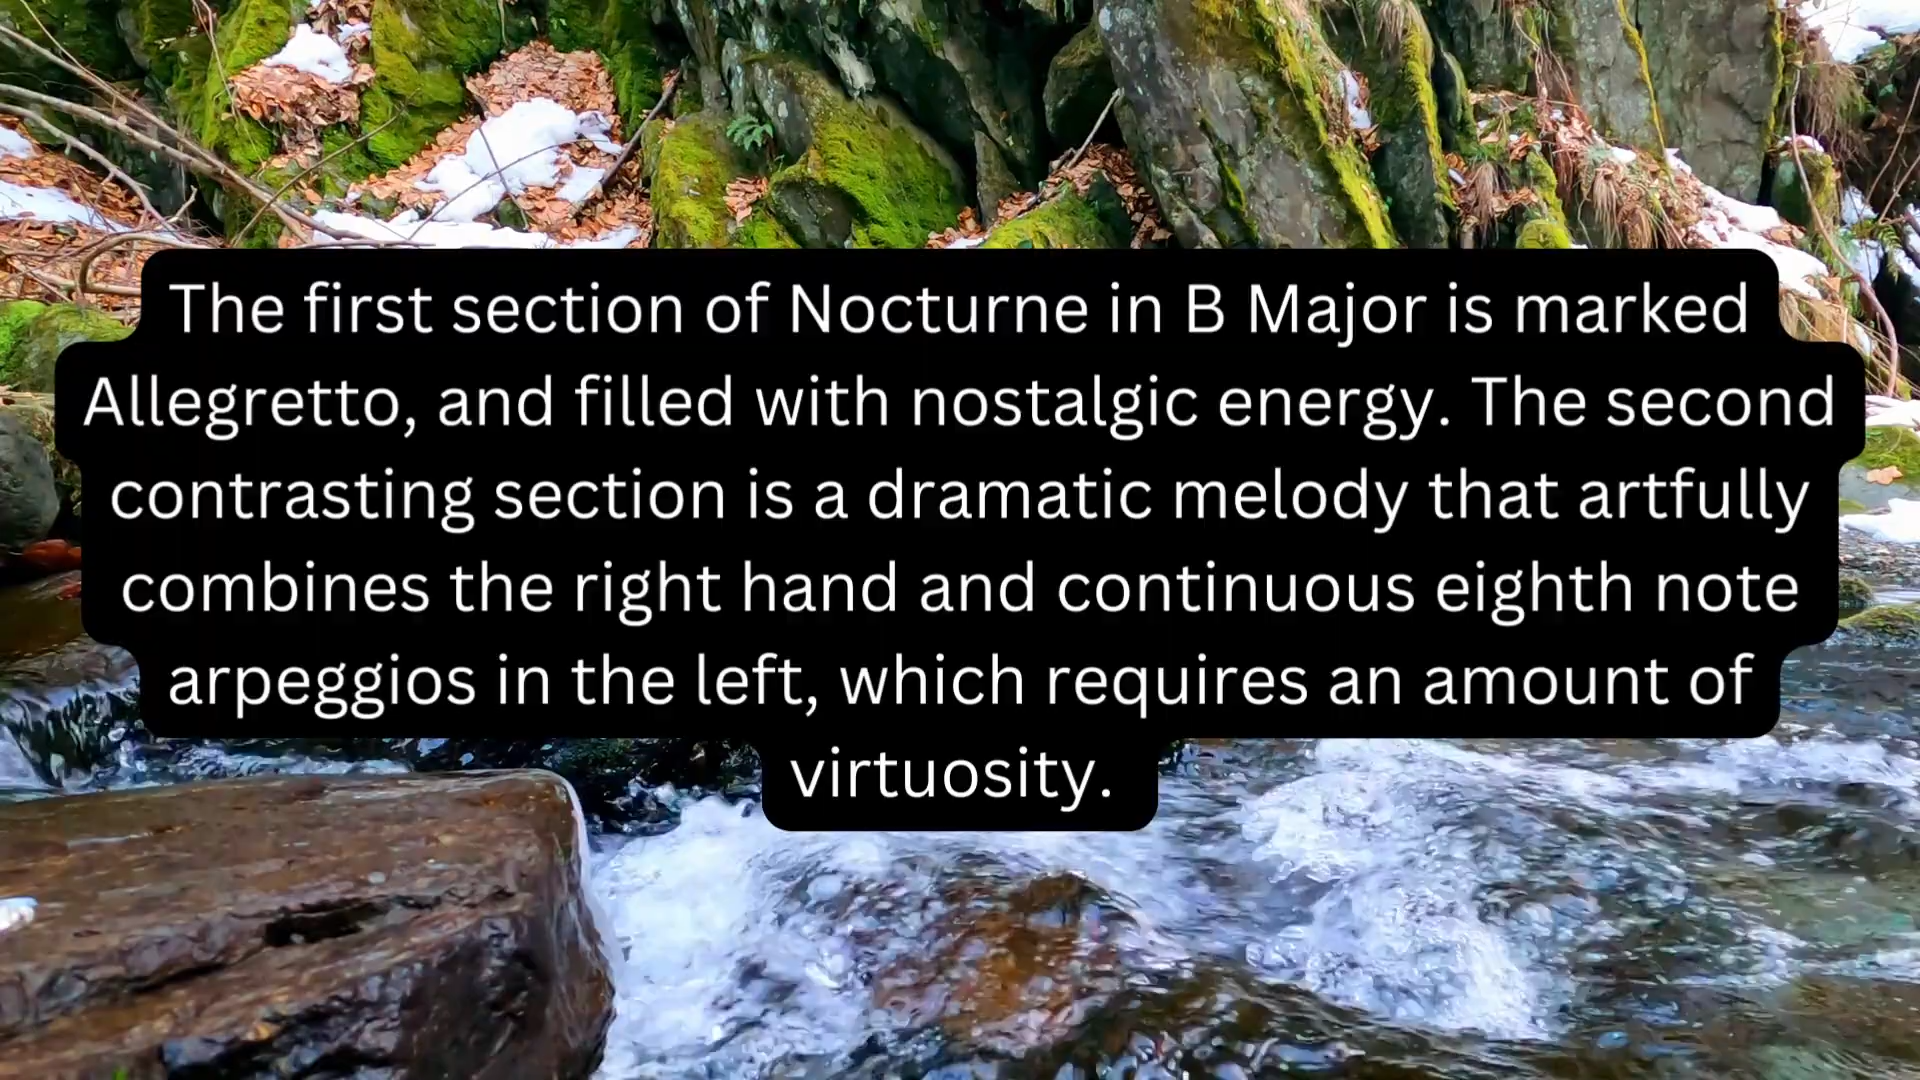 The first section of Nocturne in B Major is marked
Allegretto, and filled with nostalgic energy. The second
contrasting section is a dramatic melody that artfully
combines the right hand and continuous eighth note
arpeggios in the left, which requires an amount of
virtuosity.